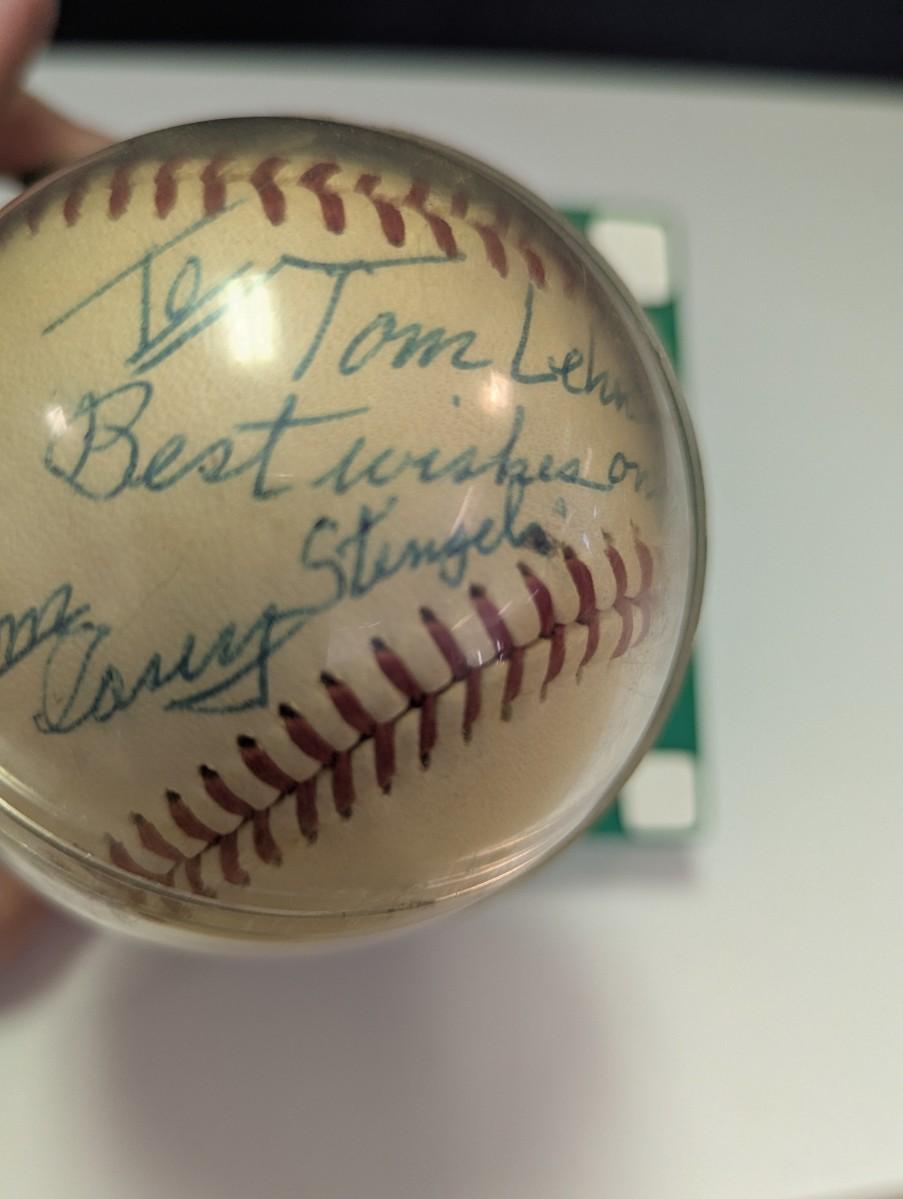 To Tom Lehn
Best wishes on
Stengel
Casey